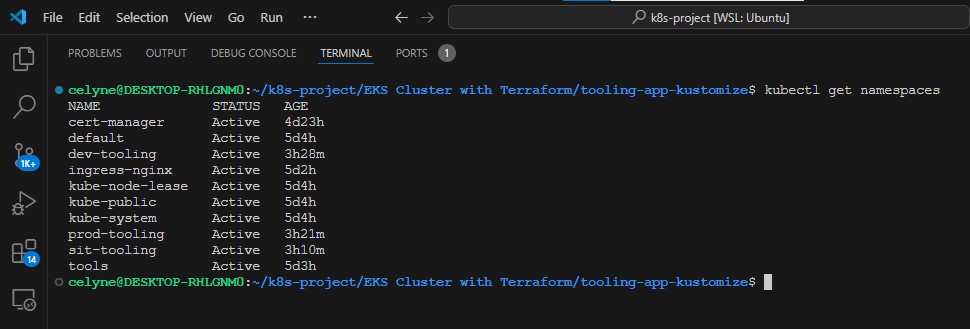 File Edit Selection View Go Run ··· k8s-project [WSL: Ubuntu]
PROBLEMS OUTPUT DEBUG CONSOLE TERMINAL PORTS 1
celyne@DESKTOP-RHLGNM0:~/k8s-project/EKS Cluster with Terraform/tooling-app-kustomize$ kubectl get namespaces
NAME STATUS AGE
cert-manager Active 4d23h
default Active 5d4h
dev-tooling Active 3h28m
ingress-nginx Active 5d2h
kube-node-lease Active 5d4h
kube-public Active 5d4h
kube-system Active 5d4h
prod-tooling Active 3h21m
sit-tooling Active 3h10m
tools Active 5d3h
celyne@DESKTOP-RHLGNM0:~/k8s-project/EKS Cluster with Terraform/tooling-app-kustomize$
1K+
14